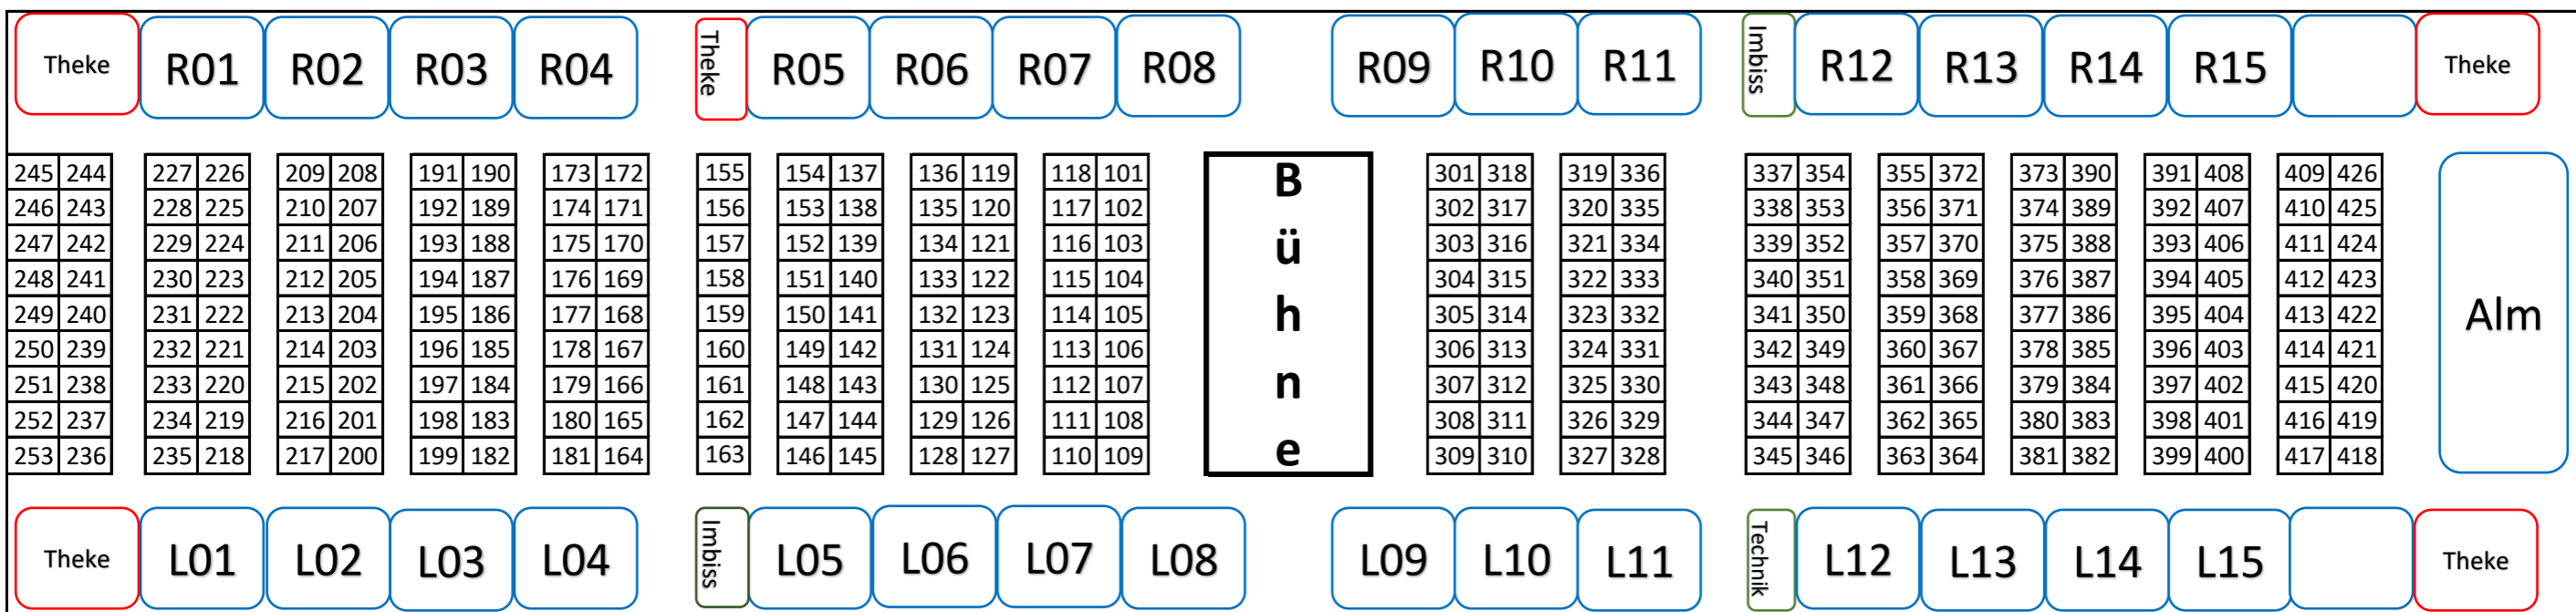 Theke R01 R02 R03 R04 Theke R05 R06 R07 R08 R09 R10 R11 Imbiss R12 R13 R14 R15 Theke
245 244 227 226 209 208 191 190 173 172 155 154 137 136 119 118 101 B 301 318 319 336 337 354 355 372 373 390 391 408 409 426
246 243 228 225 210 207 192 189 174 171 156 153 138 135 120 117 102 302 317 320 335 338 353 356 371 374 389 392 407 410 425
247 242 229 224 211 206 193 188 175 170 157 152 139 134 121 116 103 ü 303 316 321 334 339 352 357 370 375 388 393 406 411 424
248 241 230 223 212 205 194 187 176 169 158 151 140 133 122 115 104 304 315 322 333 340 351 358 369 376 387 394 405 412 423
249 240 231 222 213 204 195 186 177 168 159 150 141 132 123 114 105 h 305 314 323 332 341 350 359 368 377 386 395 404 413 422 Alm
250 239 232 221 214 203 196 185 178 167 160 149 142 131 124 113 106 306 313 324 331 342 349 360 367 378 385 396 403 414 421
251 238 233 220 215 202 197 184 179 166 161 148 143 130 125 112 107 n 307 312 325 330 343 348 361 366 379 384 397 402 415 420
252 237 234 219 216 201 198 183 180 165 162 147 144 129 126 111 108 308 311 326 329 344 347 362 365 380 383 398 401 416 419
253 236 235 218 217 200 199 182 181 164 163 146 145 128 127 110 109 e 309 310 327 328 345 346 363 364 381 382 399 400 417 418
Theke L01 L02 L03 L04 Imbiss L05 L06 L07 L08 L09 L10 L11 Technik L12 L13 L14 L15 Theke